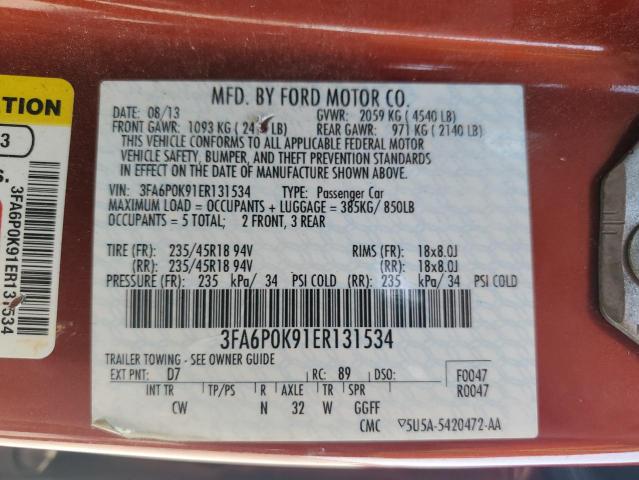 MFD. BY FORD MOTOR CO.
DATE: 08/13 GVWR: 2059 KG ( 4540 LB)
FRONT GAWR: 1093 KG ( LB) REAR GAWR: 971 KG ( 2140 LB)
THIS VEHICLE CONFORMS TO ALL APPLICABLE FEDERAL MOTOR
VEHICLE SAFETY, BUMPER, AND THEFT PREVENTION STANDARDS
IN EFFECT ON THE DATE OF MANUFACTURE SHOWN ABOVE.
VIN: 3FA6P0K91ER131534 TYPE: Passenger Car
MAXIMUM LOAD = OCCUPANTS + LUGGAGE = 385KG/ 850LB
OCCUPANTS = 5 TOTAL; 2 FRONT, 3 REAR
TIRE (FR): 235/45R18 94V RIMS (FR): 18x8.0J
(RR): 235/45R18 94V (RR): 18x8.0J
PRESSURE (FR): 235 kPa/ 34 PSI COLD (RR): 235 kPa/ 34 PSI COLD
3FA6P0K91ER131534
TRAILER TOWING - SEE OWNER GUIDE
EXT PNT: D7 RC: 89 DSO: F0047
R0047
INT TR TP/PS R AXLE TR SPR
CW N 32 W GGFF
CMC ▽5U5A-5420472-AA
3
3FA6P0K91ER131534